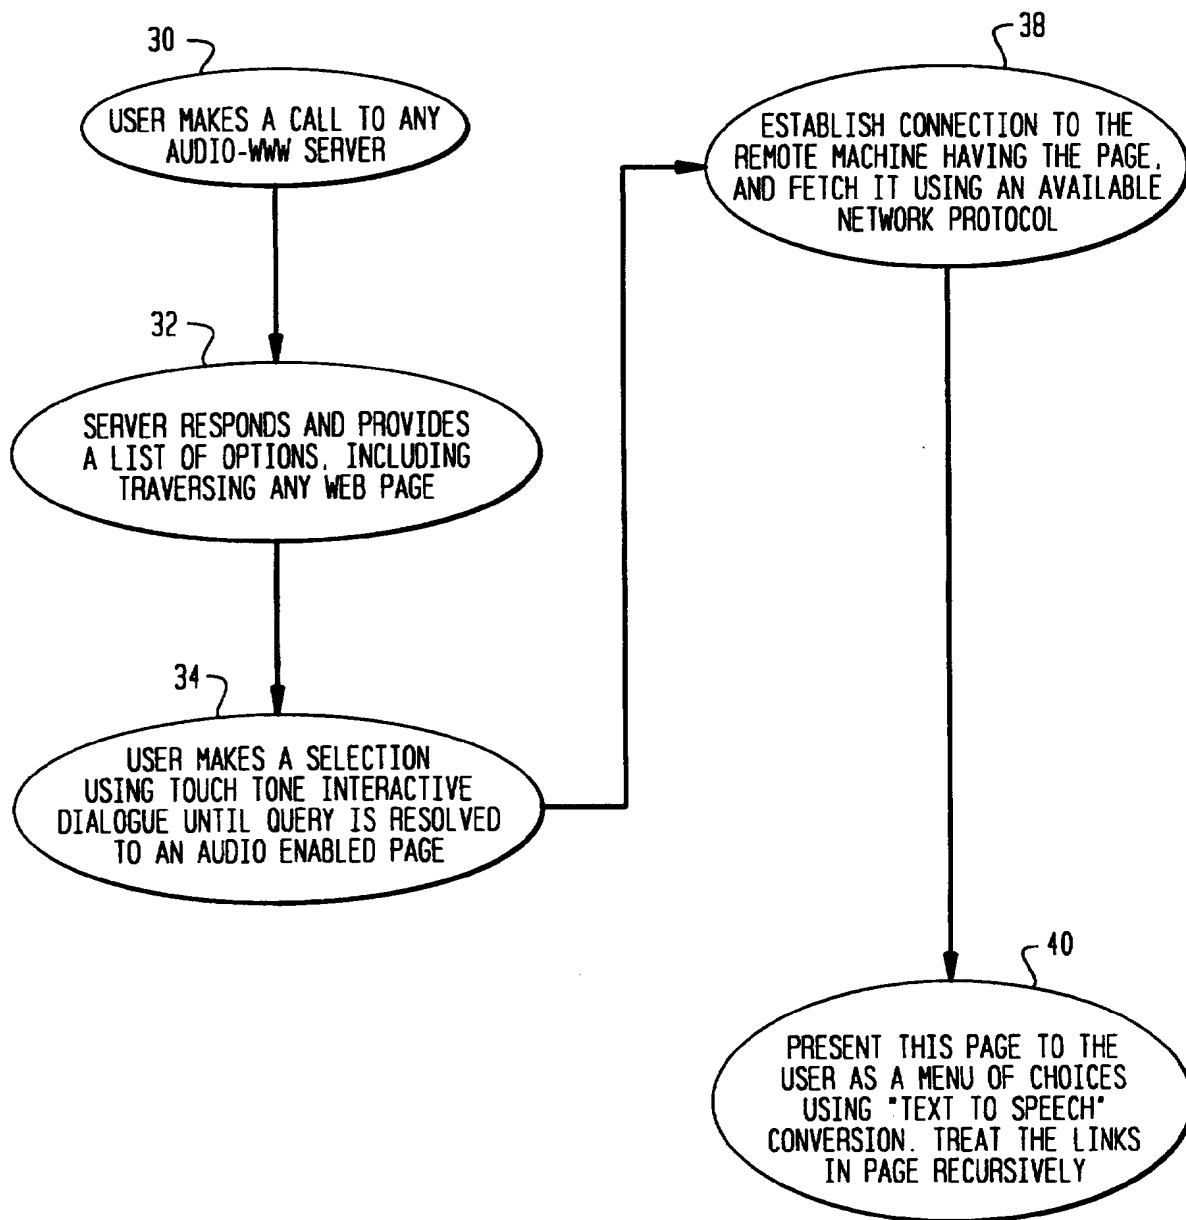 30
USER MAKES A CALL TO ANY
AUDIO-WWW SERVER
32
SERVER RESPONDS AND PROVIDES
A LIST OF OPTIONS, INCLUDING
TRAVERSING ANY WEB PAGE
34
USER MAKES A SELECTION
USING TOUCH TONE INTERACTIVE
DIALOGUE UNTIL QUERY IS RESOLVED
TO AN AUDIO ENABLED PAGE
38
ESTABLISH CONNECTION TO THE
REMOTE MACHINE HAVING THE PAGE,
AND FETCH IT USING AN AVAILABLE
NETWORK PROTOCOL
40
PRESENT THIS PAGE TO THE
USER AS A MENU OF CHOICES
USING "TEXT TO SPEECH"
CONVERSION. TREAT THE LINKS
IN PAGE RECURSIVELY